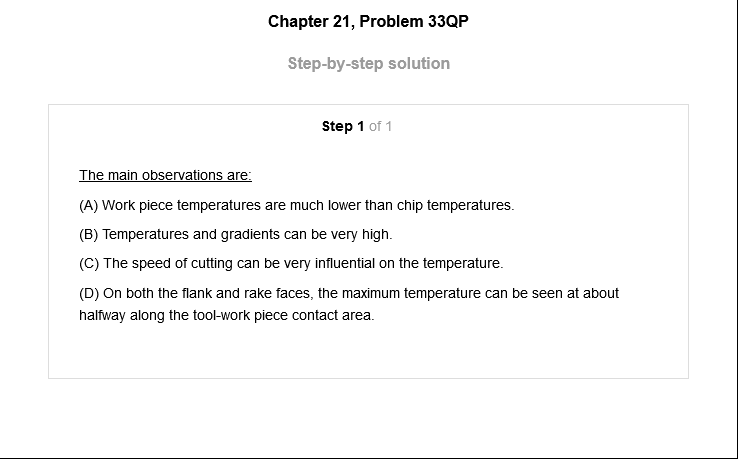 Chapter 21, Problem 33QP
Step-by-step solution
Step 1 of 1
The main observations are:
(A) Work piece temperatures are much lower than chip temperatures.
(B) Temperatures and gradients can be very high.
(C) The speed of cutting can be very influential on the temperature.
(D) On both the flank and rake faces, the maximum temperature can be seen at about
halfway along the tool-work piece contact area.